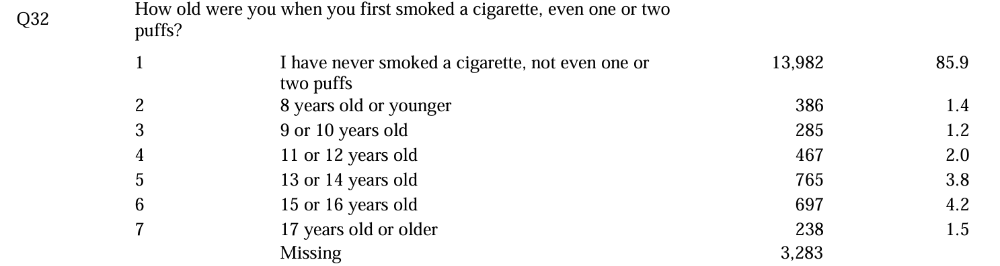 Q32 How old were you when you first smoked a cigarette, even one or two
puffs?
1 I have never smoked a cigarette, not even one or 13,982 85.9
two puffs
2 8 years old or younger 386 1.4
3 9 or 10 years old 285 1.2
4 11 or 12 years old 467 2.0
5 13 or 14 years old 765 3.8
6 15 or 16 years old 697 4.2
7 17 years old or older 238 1.5
Missing 3,283